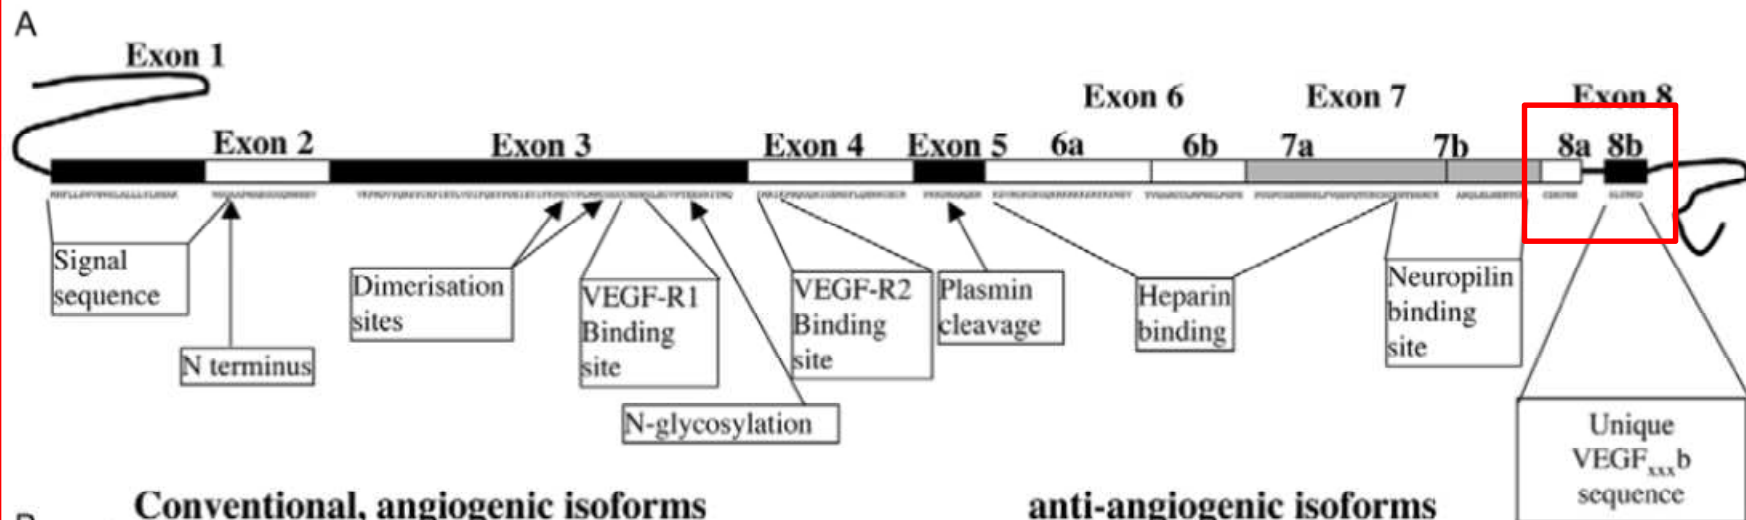 A
Exon 1
Exon 6
Exon 7
Exon 8
Exon 2
Exon 3
Exon 4
Exon 5
6a
6b
7a
7b
8a
8b
Signal
sequence
N terminus
Dimerisation
sites
VEGF-R1
Binding
site
N-glycosylation
VEGF-R2
Binding
site
Plasmin
cleavage
Heparin
binding
Neuropilin
binding
site
Unique
VEGFxxxb
sequence
Conventional, angiogenic isoforms
anti-angiogenic isoforms